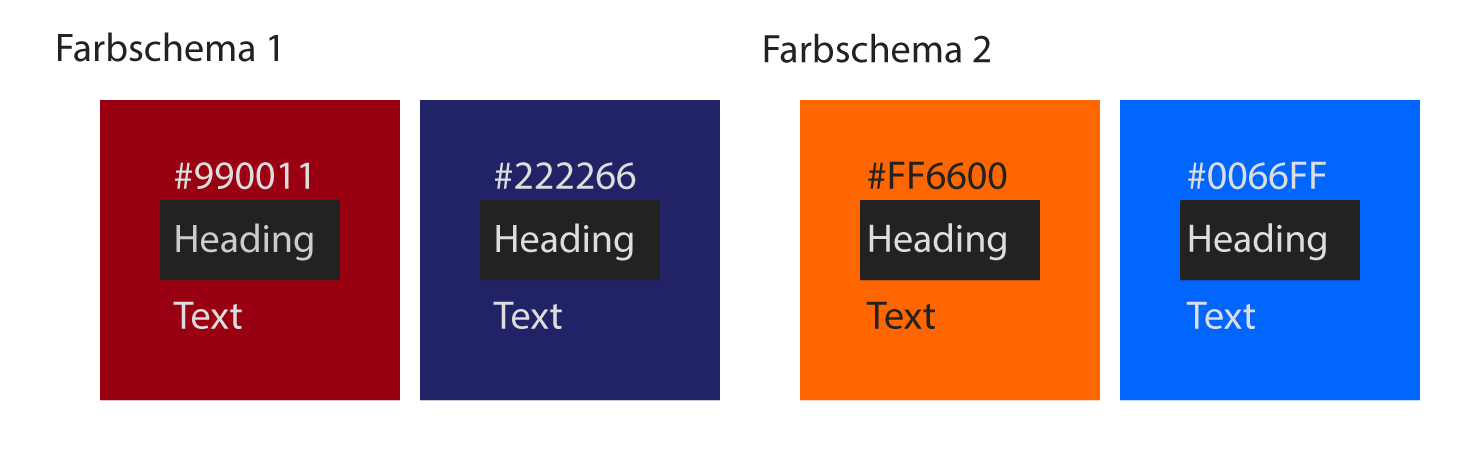 Farbschema 1
#990011
Heading
Text
#222266
Heading
Text
Farbschema 2
#FF6600
Heading
Text
#0066FF
Heading
Text